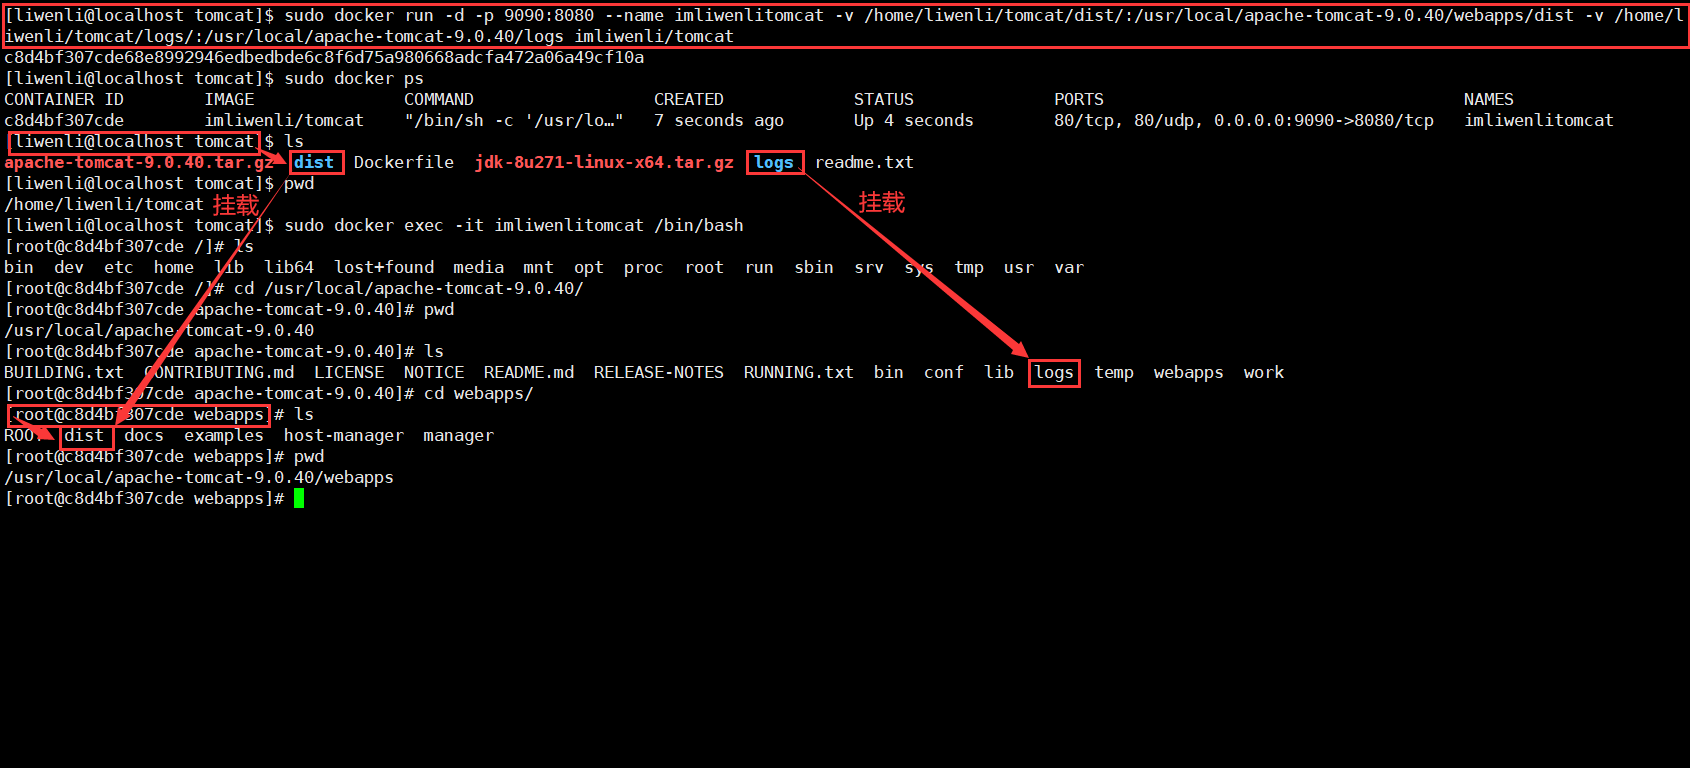 [liwenli@localhost tomcat]$ sudo docker run -d -p 9090:8080 --name imliwenlitomcat -v /home/liwenli/tomcat/dist/:/usr/local/apache-tomcat-9.0.40/webapps/dist -v /home/l
iwenli/tomcat/logs/:/usr/local/apache-tomcat-9.0.40/logs imliwenli/tomcat
c8d4bf307cde68e8992946edbedbde6c8f6d75a980668adcfa472a06a49cf10a
[liwenli@localhost tomcat]$ sudo docker ps
CONTAINER ID        IMAGE               COMMAND                  CREATED             STATUS              PORTS                                    NAMES
c8d4bf307cde        imliwenli/tomcat    "/bin/sh -c '/usr/lo…"   7 seconds ago       Up 4 seconds        80/tcp, 80/udp, 0.0.0.0:9090->8080/tcp   imliwenlitomcat
[liwenli@localhost tomcat]$ ls
apache-tomcat-9.0.40.tar.gz  dist  Dockerfile  jdk-8u271-linux-x64.tar.gz  logs  readme.txt
[liwenli@localhost tomcat]$ pwd
/home/liwenli/tomcat 挂载 挂载
[liwenli@localhost tomcat]$ sudo docker exec -it imliwenlitomcat /bin/bash
[root@c8d4bf307cde /]# ls
bin  dev  etc  home  lib  lib64  lost+found  media  mnt  opt  proc  root  run  sbin  srv  sys  tmp  usr  var
[root@c8d4bf307cde /]# cd /usr/local/apache-tomcat-9.0.40/
[root@c8d4bf307cde apache-tomcat-9.0.40]# pwd
/usr/local/apache-tomcat-9.0.40
[root@c8d4bf307cde apache-tomcat-9.0.40]# ls
BUILDING.txt  CONTRIBUTING.md  LICENSE  NOTICE  README.md  RELEASE-NOTES  RUNNING.txt  bin  conf  lib  logs  temp  webapps  work
[root@c8d4bf307cde apache-tomcat-9.0.40]# cd webapps/
[root@c8d4bf307cde webapps]# ls
ROOT  dist  docs  examples  host-manager  manager
[root@c8d4bf307cde webapps]# pwd
/usr/local/apache-tomcat-9.0.40/webapps
[root@c8d4bf307cde webapps]#